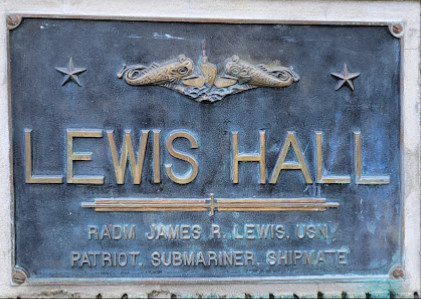 LEWIS HALL
RADM JAMES R. LEWIS, USN
PATRIOT, SUBMARINER, SHIPMATE